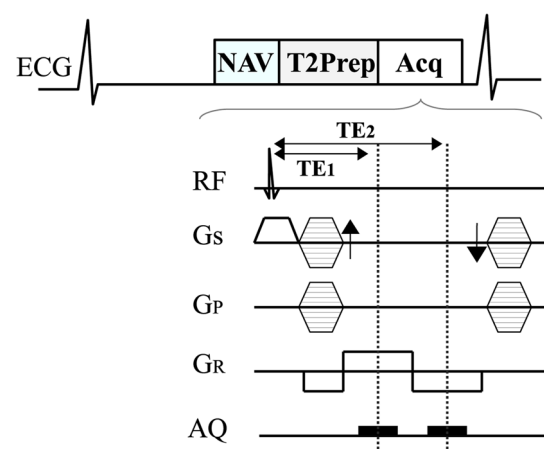 ECG NAV T2Prep Acq
TE2
TE1
RF
Gs
GP
GR
AQ